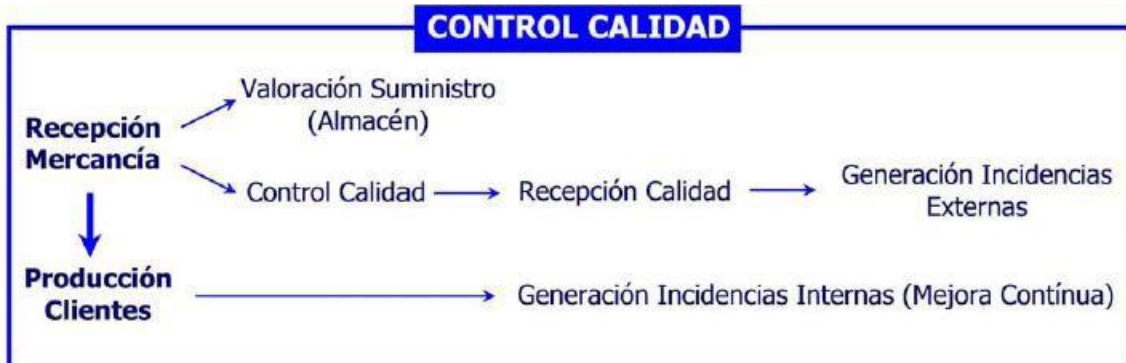 CONTROL CALIDAD
Valoración Suministro
(Almacén)
Recepción
Mercancía
Control Calidad
Recepción Calidad
Generación Incidencias
Externas
Producción
Clientes
Generación Incidencias Internas (Mejora Contínua)